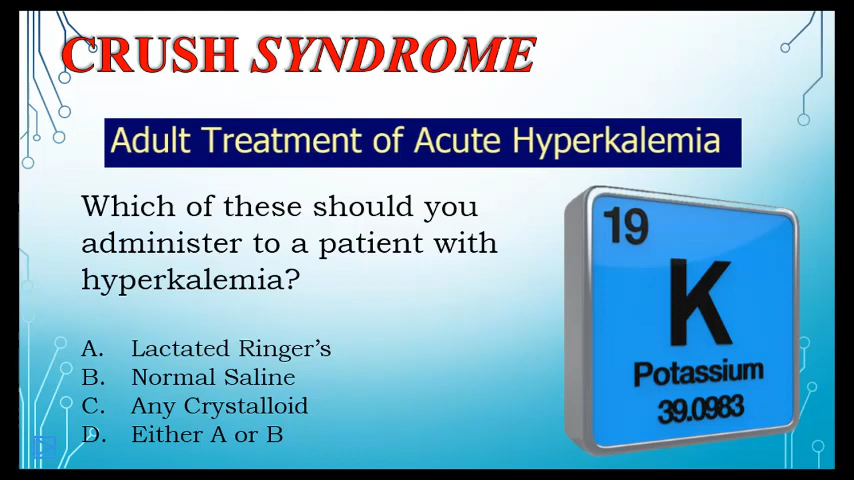 CRUSH SYNDROME
Adult Treatment of Acute Hyperkalemia
Which of these should you
administer to a patient with
hyperkalemia?
A. Lactated Ringer's
B. Normal Saline
C. Any Crystalloid
D. Either A or B
19
K
Potassium
39.0983